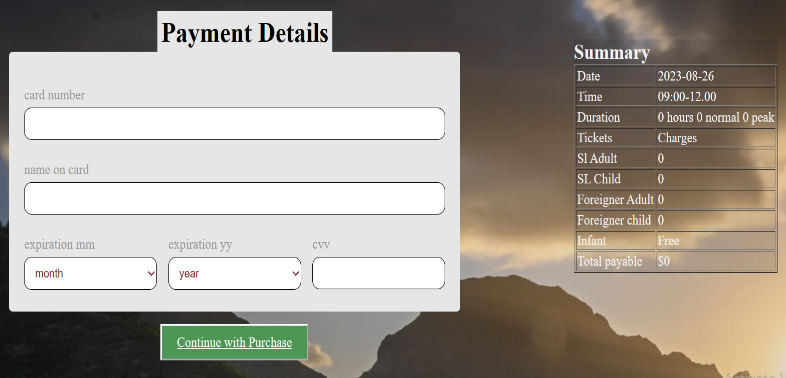 Payment Details
card number
name on card
expiration mm expiration yy cvv
month year
Continue with Purchase
Summary
Date 2023-08-26
Time 09:00-12.00
Duration 0 hours 0 normal 0 peak
Tickets Charges
Sl Adult 0
SL Child 0
Foreigner Adult 0
Foreigner child 0
Infant Free
Total payable $0